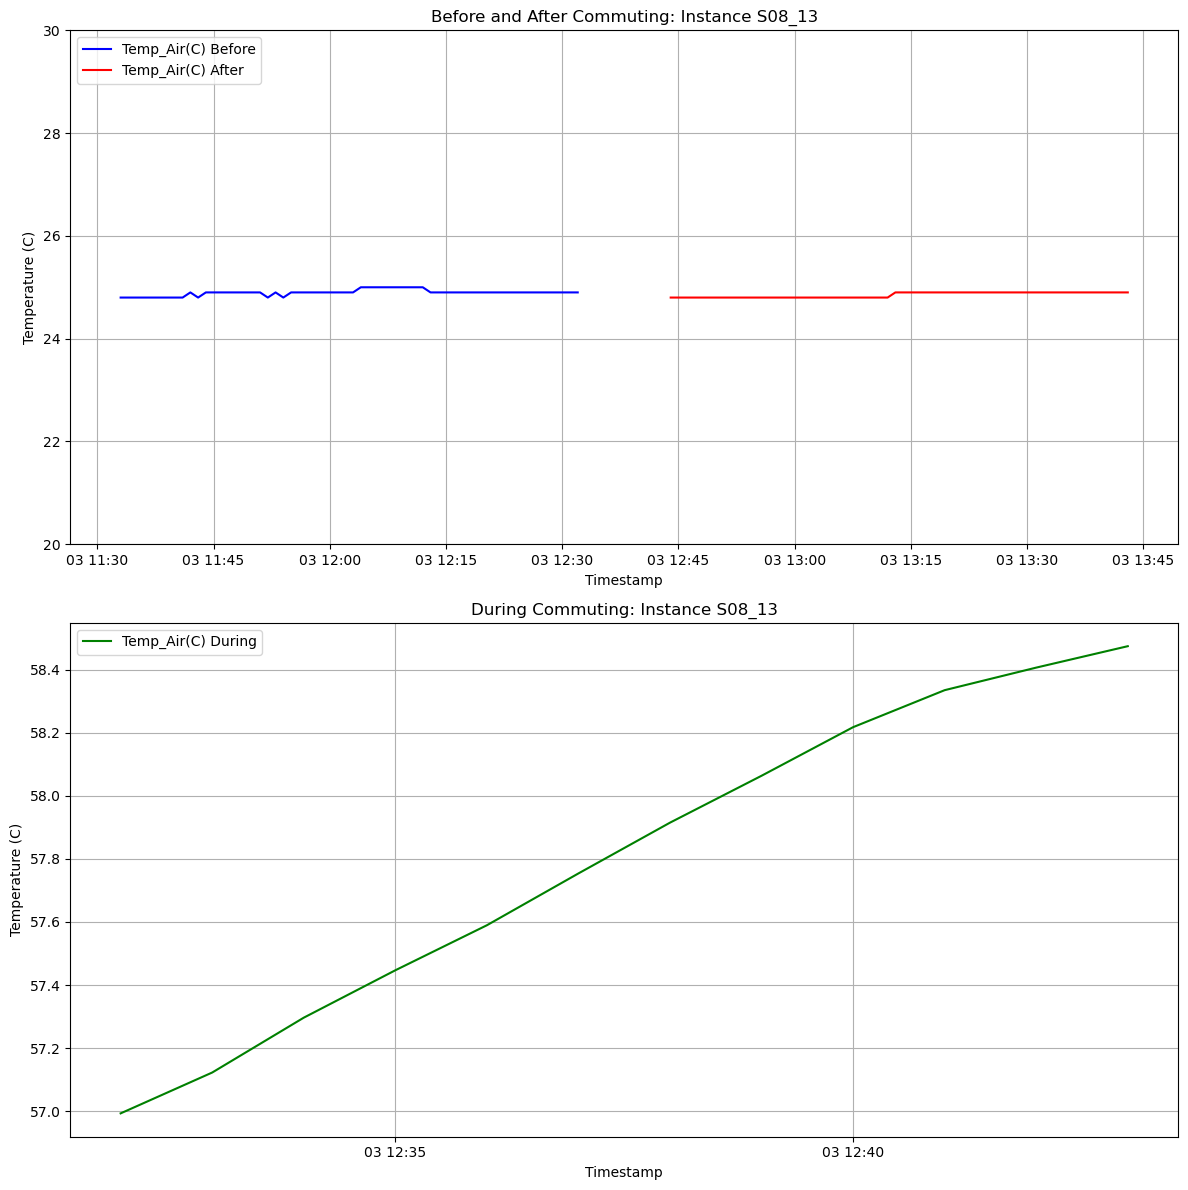 Before and After Commuting: Instance S08_13
Temp_Air(C) Before
Temp_Air(C) After
Temperature (C)
30
28
26
24
22
20
03 11:30 03 11:45 03 12:00 03 12:15 03 12:30 03 12:45 03 13:00 03 13:15 03 13:30 03 13:45
Timestamp
During Commuting: Instance S08_13
Temp_Air(C) During
Temperature (C)
58.4
58.2
58.0
57.8
57.6
57.4
57.2
57.0
03 12:35 03 12:40
Timestamp